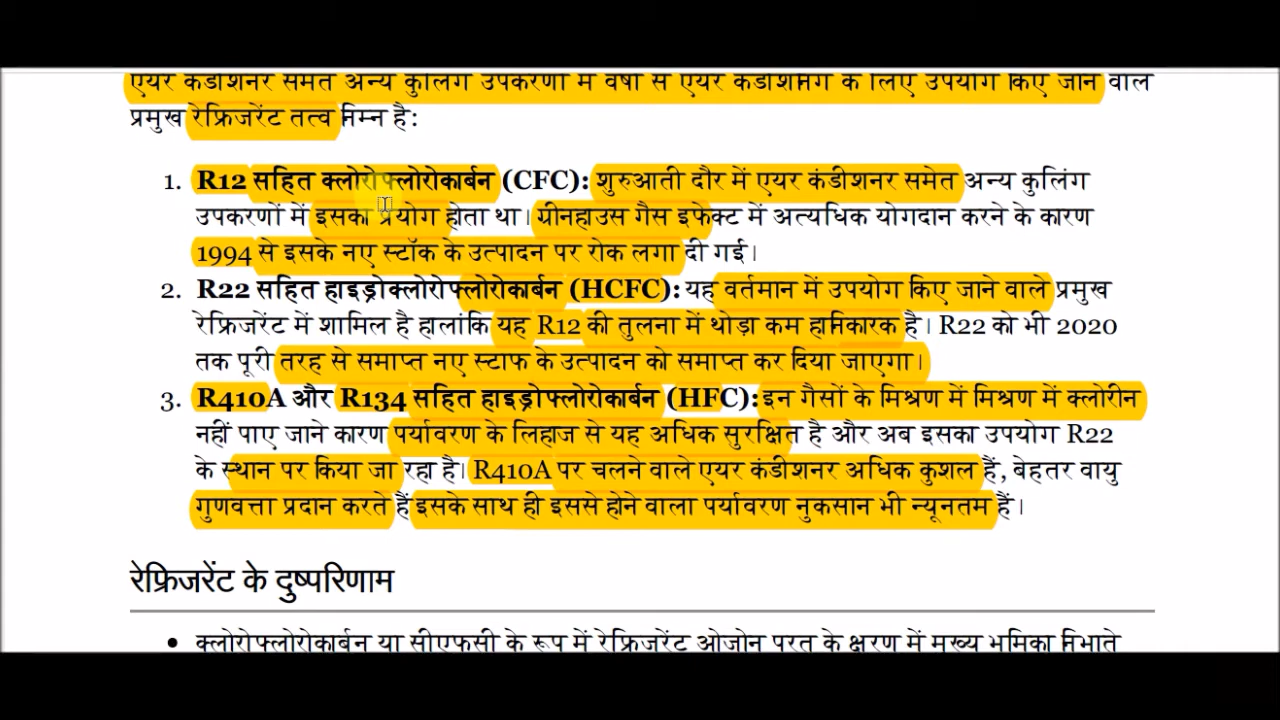 एयर कंडीशनर समेत अन्य कुलिंग उपकरणों में वर्षों से एयर कंडीशनिंग के लिए उपयोग किए जाने वाले
प्रमुख रेफ्रिजरेंट तत्व निम्न है:
1. R12 सहित क्लोरोफ्लोरोकार्बन (CFC): शुरुआती दौर में एयर कंडीशनर समेत अन्य कुलिंग
उपकरणों में इसका प्रयोग होता था। ग्रीनहाउस गैस इफेक्ट में अत्यधिक योगदान करने के कारण
1994 से इसके नए स्टॉक के उत्पादन पर रोक लगा दी गई।
2. R22 सहित हाइड्रोक्लोरोफ्लोरोकार्बन (HCFC): यह वर्तमान में उपयोग किए जाने वाले प्रमुख
रेफ्रिजरेंट में शामिल है हालांकि यह R12 की तुलना में थोड़ा कम हानिकारक है। R22 को भी 2020
तक पूरी तरह से समाप्त नए स्टाफ के उत्पादन को समाप्त कर दिया जाएगा।
3. R410A और R134 सहित हाइड्रोफ्लोरोकार्बन (HFC): इन गैसों के मिश्रण में मिश्रण में क्लोरीन
नहीं पाए जाने कारण पर्यावरण के लिहाज से यह अधिक सुरक्षित है और अब इसका उपयोग R22
के स्थान पर किया जा रहा है। R410A पर चलने वाले एयर कंडीशनर अधिक कुशल हैं, बेहतर वायु
गुणवत्ता प्रदान करते हैं इसके साथ ही इससे होने वाला पर्यावरण नुकसान भी न्यूनतम हैं।
रेफ्रिजरेंट के दुष्परिणाम
• क्लोरोफ्लोरोकार्बन या सीएफसी के रूप में रेफ्रिजरेंट ओजोन परत के क्षरण में मुख्य भूमिका निभाते